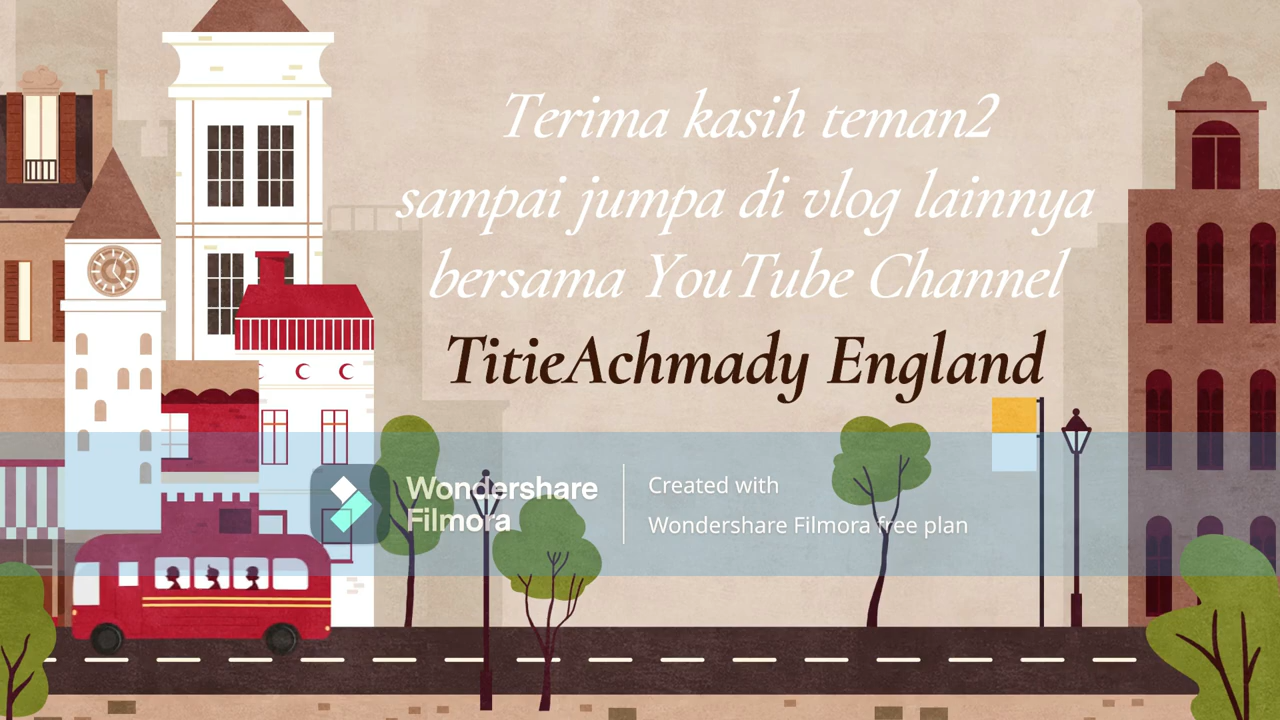 Terima kasih teman2
sampai jumpa di vlog lainnya
bersama YouTube Channel
TitieAchmady England
Wondershare
Filmora
Created with
Wondershare Filmora free plan